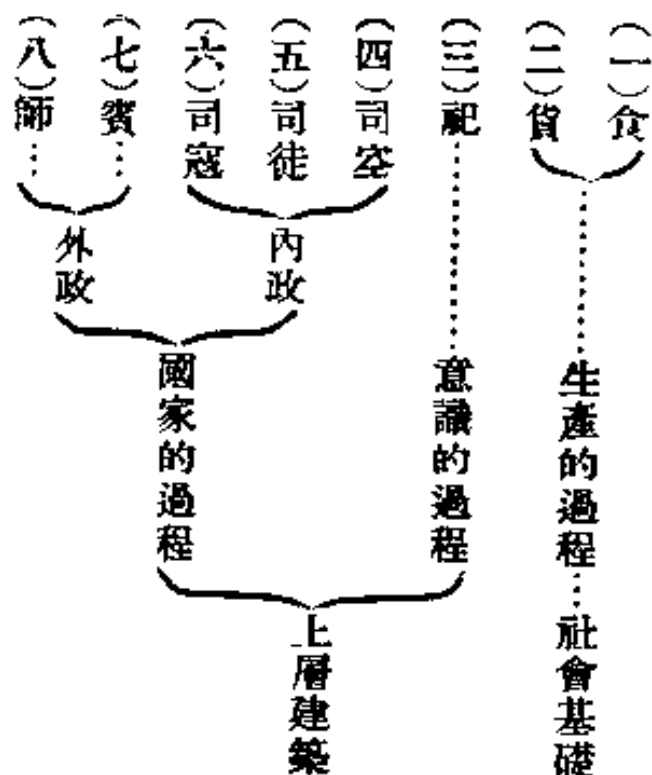 (一)食
(二)貨
(三)祀
(四)司空
(五)司徒
(六)司寇
(七)賓
(八)師
內政
外政
生產的過程
意識的過程
國家的過程
社會基礎
上層建築